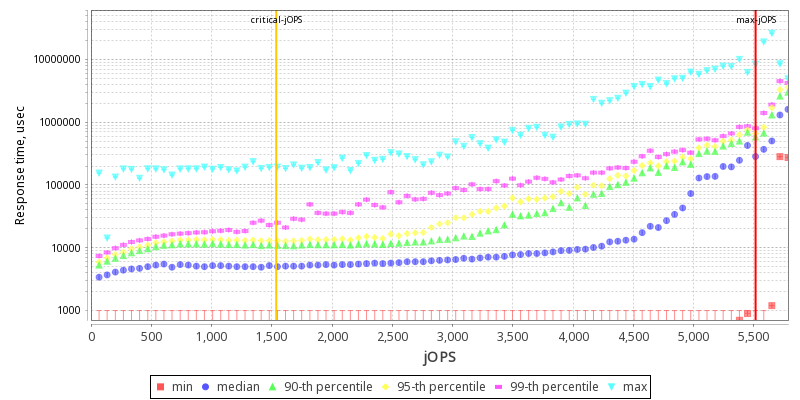 critical-jOPS max-jOPS
10000000
1000000
100000
10000
1000
Response time, usec
0 500 1,000 1,500 2,000 2,500 3,000 3,500 4,000 4,500 5,000 5,500
jOPS
min median 90-th percentile 95-th percentile 99-th percentile max